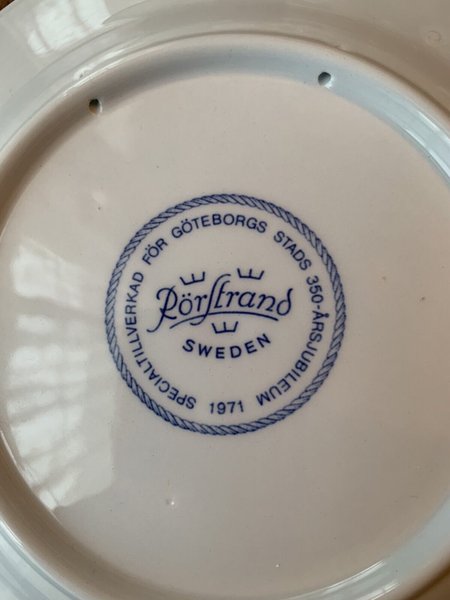 SPECIALTILLVERKAD FÖR GÖTEBORGS STADS 350-ÅRSJUBILEUM
1971
Rörstrand
SWEDEN